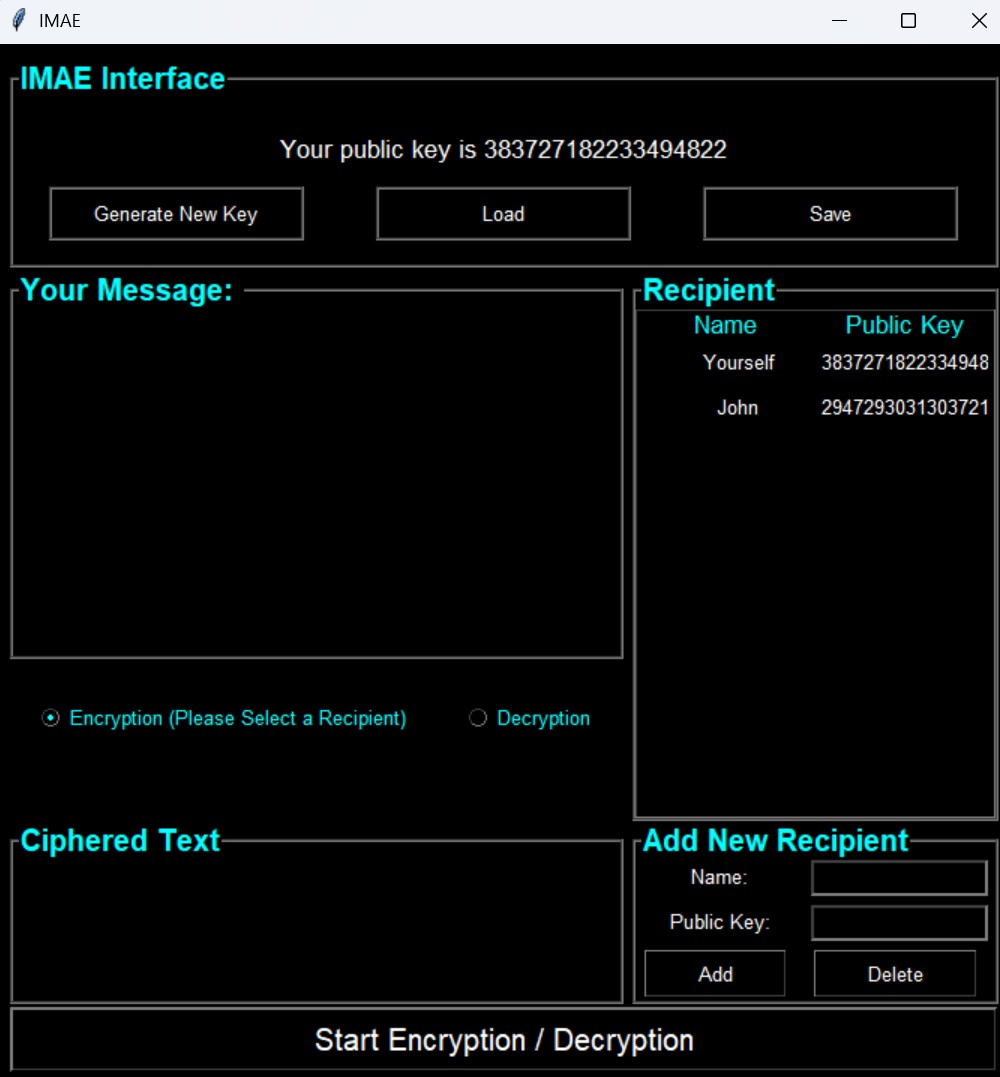 IMAE
IMAE Interface
Your public key is 383727182233494822
Generate New Key
Load
Save
Your Message:
Recipient
Name Public Key
Yourself 3837271822334948
John 2947293031303721
Encryption (Please Select a Recipient)
Decryption
Ciphered Text
Add New Recipient
Name:
Public Key:
Add
Delete
Start Encryption / Decryption